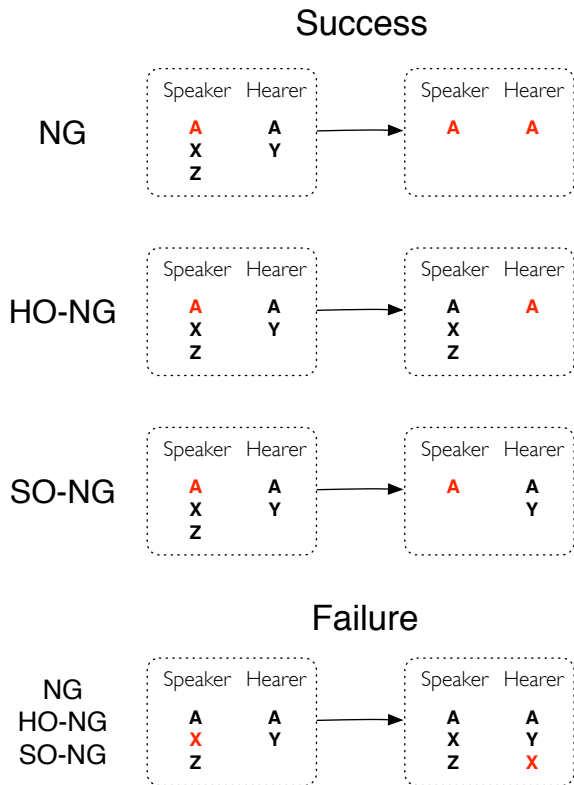 Success
NG
Speaker Hearer Speaker Hearer
A A A A
X Y
Z
HO-NG
Speaker Hearer Speaker Hearer
A A A A
X Y X
Z Z
SO-NG
Speaker Hearer Speaker Hearer
A A A A
X Y Y
Z
Failure
NG
HO-NG
SO-NG
Speaker Hearer Speaker Hearer
A A A A
X Y X Y
Z Z X